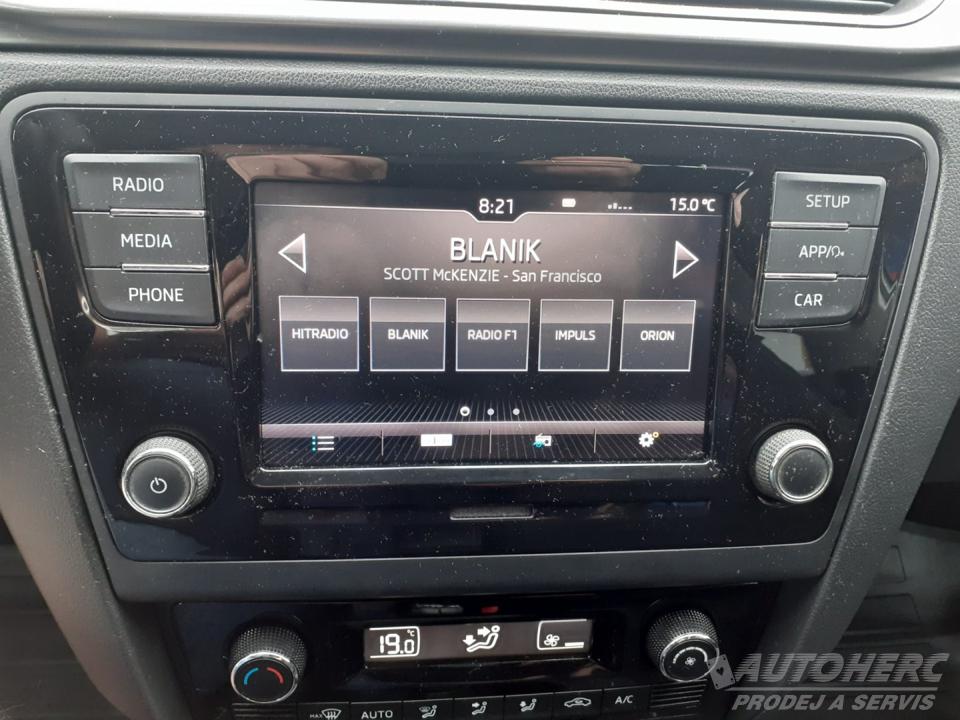 RADIO
MEDIA
PHONE
8:21
15.0 °C
BLANIK
SCOTT McKENZIE - San Francisco
HITRADIO BLANIK RADIO F1 IMPULS ORION
SETUP
APP/
CAR
19.0 °C
MAX AUTO A/C
AUTOHERC
PRODEJ A SERVIS